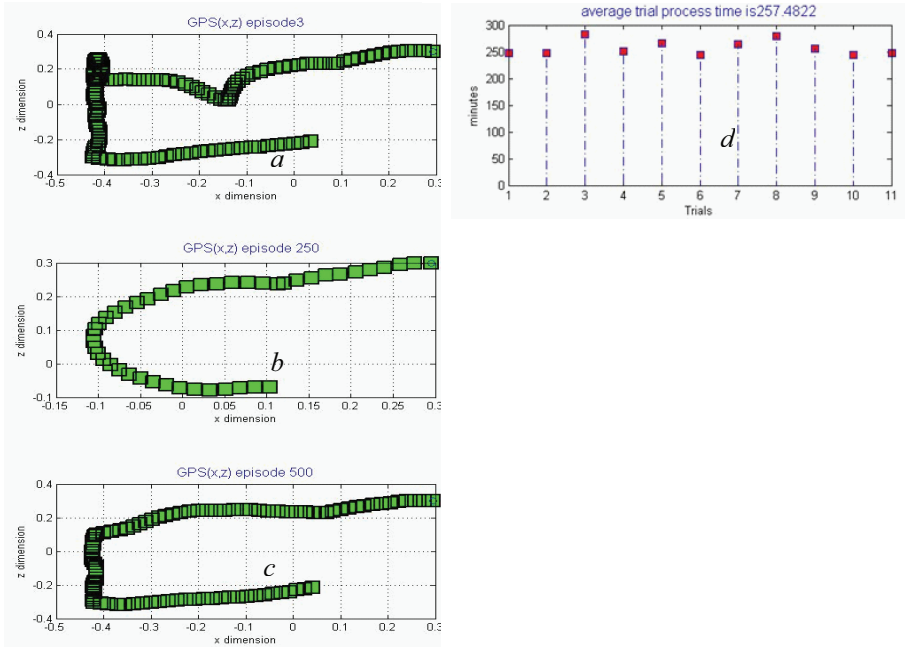 GPS(x,z) episode3
0.4
0.2
0
-0.2
-0.4
z dimension
a
-0.5 -0.4 -0.3 -0.2 -0.1 0 0.1 0.2 0.3
x dimension
average trial process time is257.4822
300
250
200
150
100
50
0
minutes
d
1 2 3 4 5 6 7 8 9 10 11
Trials
GPS(x,z) episode 250
0.3
0.2
0.1
0
-0.1
z dimension
b
-0.15 -0.1 -0.05 0 0.05 0.1 0.15 0.2 0.25 0.3
x dimension
GPS(x,z) episode 500
0.4
0.2
0
-0.2
-0.4
z dimension
c
-0.5 -0.4 -0.3 -0.2 -0.1 0 0.1 0.2 0.3
x dimension